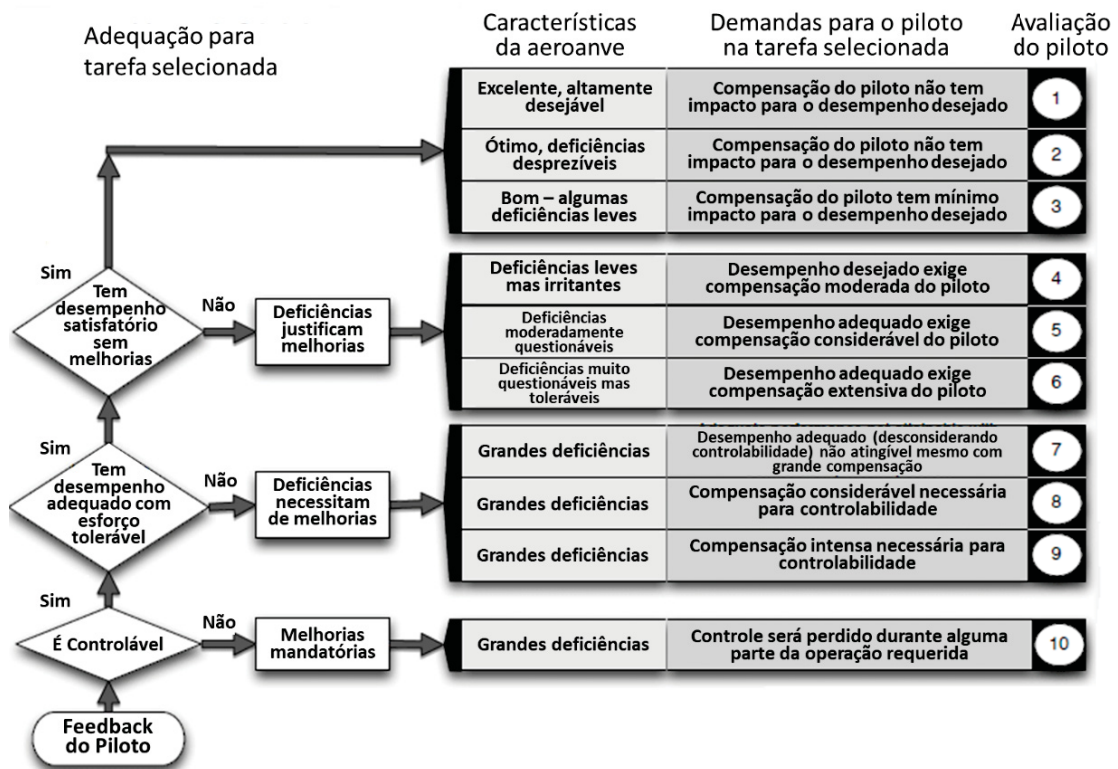 Adequação para
tarefa selecionada
Características
da aeroanve
Demandas para o piloto
na tarefa selecionada
Avaliação
do piloto
Excelente, altamente
desejável
Compensação do piloto não tem
impacto para o desempenho desejado
1
Ótimo, deficiências
desprezíveis
Compensação do piloto não tem
impacto para o desempenho desejado
2
Bom – algumas
deficiências leves
Compensação do piloto tem mínimo
impacto para o desempenho desejado
3
Sim
Tem
desempenho
satisfatório
sem
melhorias
Não
Deficiências
justificam
melhorias
Deficiências leves
mas irritantes
Desempenho desejado exige
compensação moderada do piloto
4
Deficiências
moderadamente
questionáveis
Desempenho adequado exige
compensação considerável do piloto
5
Deficiências muito
questionáveis mas
toleráveis
Desempenho adequado exige
compensação extensiva do piloto
6
Sim
Tem
desempenho
adequado com
esforço
tolerável
Não
Deficiências
necessitam
de melhorias
Grandes deficiências
Desempenho adequado (desconsiderando
controlabilidade) não atingível mesmo com
grande compensação
7
Grandes deficiências
Compensação considerável necessária
para controlabilidade
8
Grandes deficiências
Compensação intensa necessária para
controlabilidade
9
Sim
É Controlável
Não
Melhorias
mandatórias
Grandes deficiências
Controle será perdido durante alguma
parte da operação requerida
10
Feedback
do Piloto